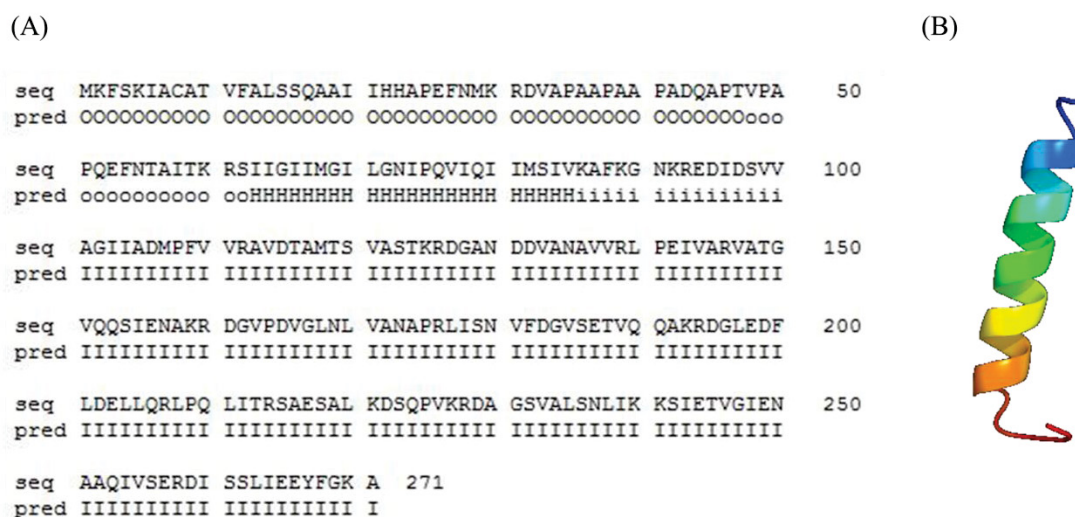 (A) (B)
seq MKFSKIACAT VFALSSQAAI IHHAPEFNMK RDVAPAAPAA PADQAPTVPA 50
pred OOOOOOOOOO OOOOOOOOOO OOOOOOOOOO OOOOOOOOOO OOOOOOOooo
seq PQEFNTAITK RSIIGIIMGI LGNIPQVIQI IMSIVKAFKG NKREDIDSVV 100
pred oooooooooo ooHHHHHHHH HHHHHHHHHH HHHHHiiiii iiiiiiiiii
seq AGIIADMPFV VRAVDTAMTS VASTKRDGAN DDVANAVVRL PEIVARVATG 150
pred IIIIIIIIII IIIIIIIIII IIIIIIIIII IIIIIIIIII IIIIIIIIII
seq VQQSIENAKR DGVPDVGLNL VANAPRLISN VFDGVSETVQ QAKRDGLEDF 200
pred IIIIIIIIII IIIIIIIIII IIIIIIIIII IIIIIIIIII IIIIIIIIII
seq LDELLQRLPQ LITRSAESAL KDSQPVKRDA GSVALSNLIK KSIETVGIEN 250
pred IIIIIIIIII IIIIIIIIII IIIIIIIIII IIIIIIIIII IIIIIIIIII
seq AAQIVSERDI SSLIEEYFGK A 271
pred IIIIIIIIII IIIIIIIIII I